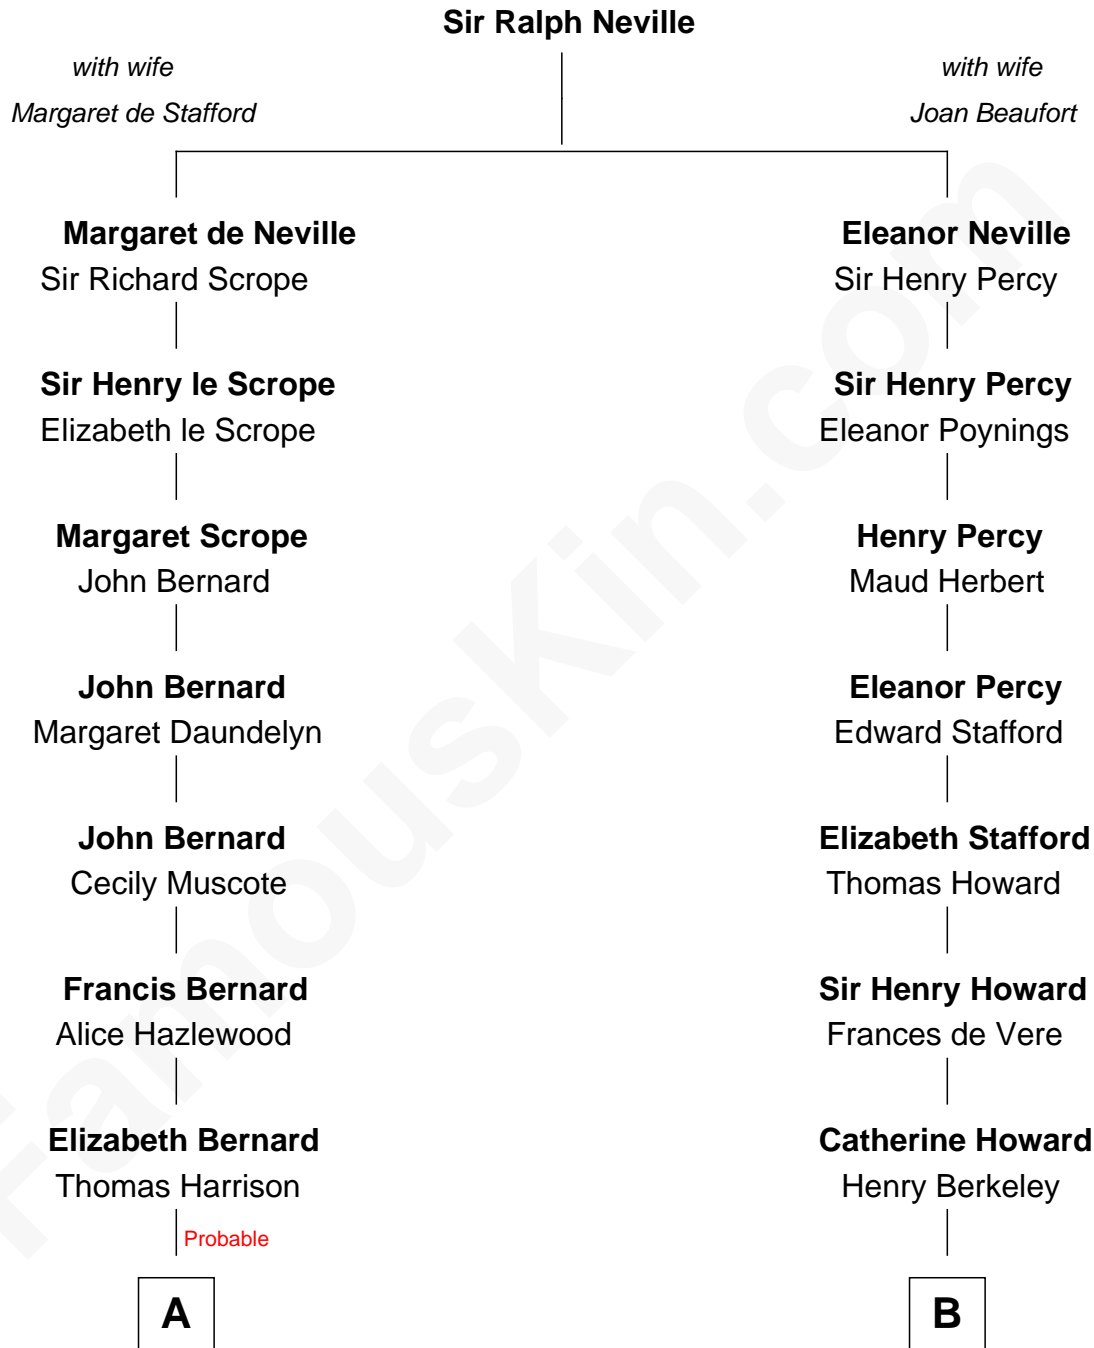 Sir Ralph Neville
with wife
Margaret de Stafford
with wife
Joan Beaufort
Margaret de Neville
Sir Richard Scrope
Eleanor Neville
Sir Henry Percy
Sir Henry le Scrope
Elizabeth le Scrope
Sir Henry Percy
Eleanor Poynings
Margaret Scrope
John Bernard
Henry Percy
Maud Herbert
John Bernard
Margaret Daundelyn
Eleanor Percy
Edward Stafford
John Bernard
Cecily Muscote
Elizabeth Stafford
Thomas Howard
Francis Bernard
Alice Hazlewood
Sir Henry Howard
Frances de Vere
Elizabeth Bernard
Thomas Harrison
Catherine Howard
Henry Berkeley
Probable
A
B
FamousKin.com